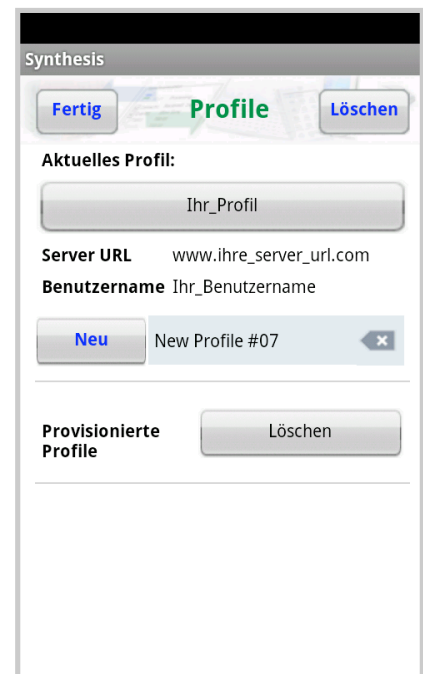 Synthesis
Fertig Profile Löschen
Aktuelles Profil:
Ihr_Profil
Server URL www.ihre_server_url.com
Benutzername Ihr_Benutzername
Neu New Profile #07
Provisionierte
Profile
Löschen